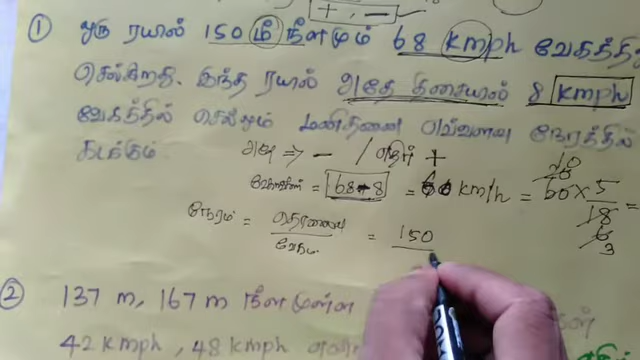 + , -
① ஒரு ரயில் 150 மீ நீளமும் 68 kmph வேகத்தி
செல்கிறது. இந்த ரயில் அதே திசையில் 8 kmph
வேகத்தில் செல்லும் மனிதனை எவ்வளவு நேரத்தில்
கடக்கும்
அதே => - / எதிர் +
= 68-8 = 60 km/h = 60 × 5 =
18
நேரம் = தொலைவு = 150
வேகம்
② 137 m, 167 m நீளமுள்ள
42 kmph, 48 kmph